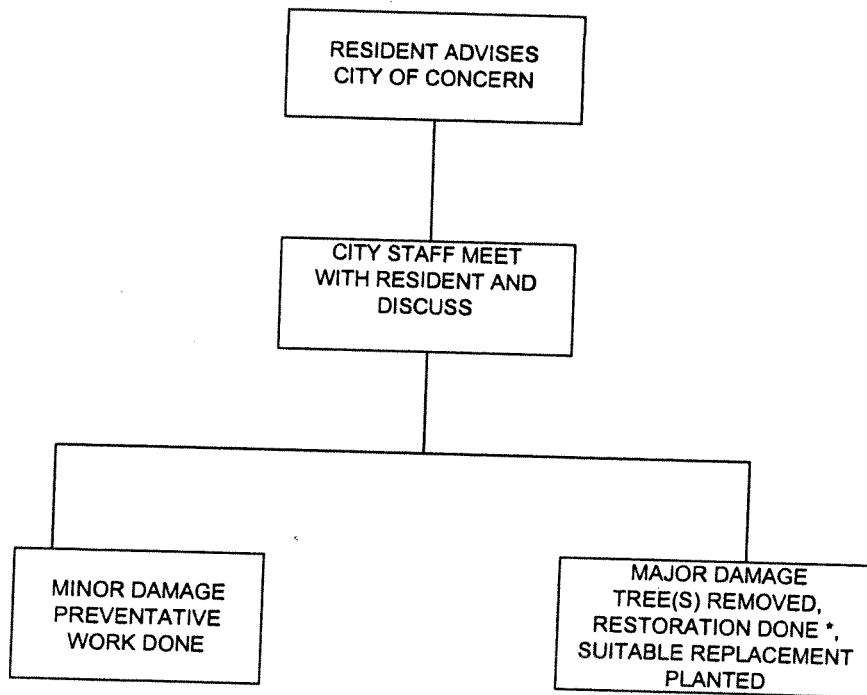 RESIDENT ADVISES
CITY OF CONCERN
CITY STAFF MEET
WITH RESIDENT AND
DISCUSS
MINOR DAMAGE
PREVENTATIVE
WORK DONE
MAJOR DAMAGE
TREE(S) REMOVED,
RESTORATION DONE *,
SUITABLE REPLACEMENT
PLANTED